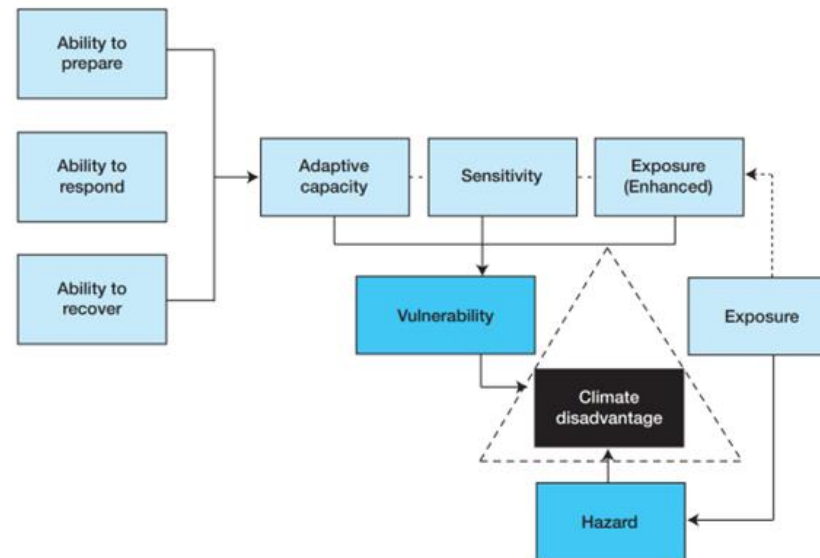 Ability to
prepare
Ability to
respond
Ability to
recover
Adaptive
capacity
Sensitivity
Exposure
(Enhanced)
Vulnerability
Exposure
Climate
disadvantage
Hazard